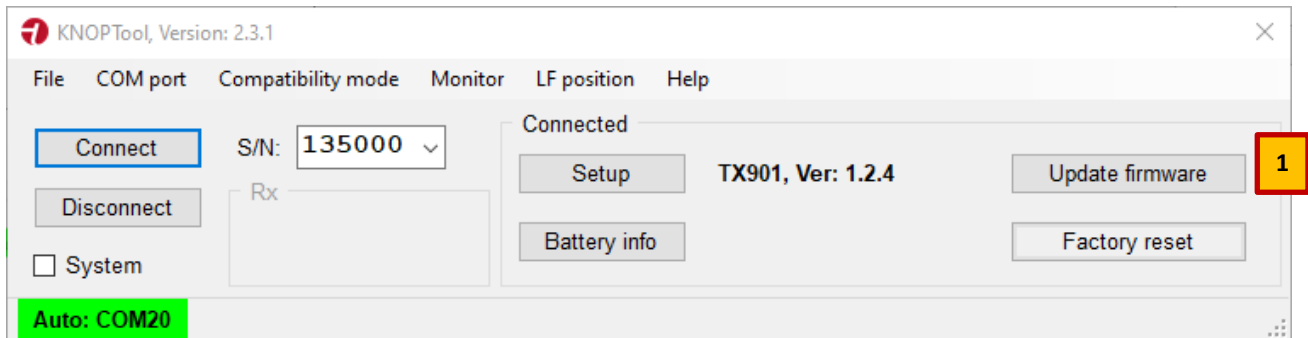 KNOPTool, Version: 2.3.1
File COM port Compatibility mode Monitor LF position Help
Connected
Connect S/N: 135000 Setup TX901, Ver: 1.2.4 Update firmware 1
Rx
Disconnect
Battery info Factory reset
System
Auto: COM20